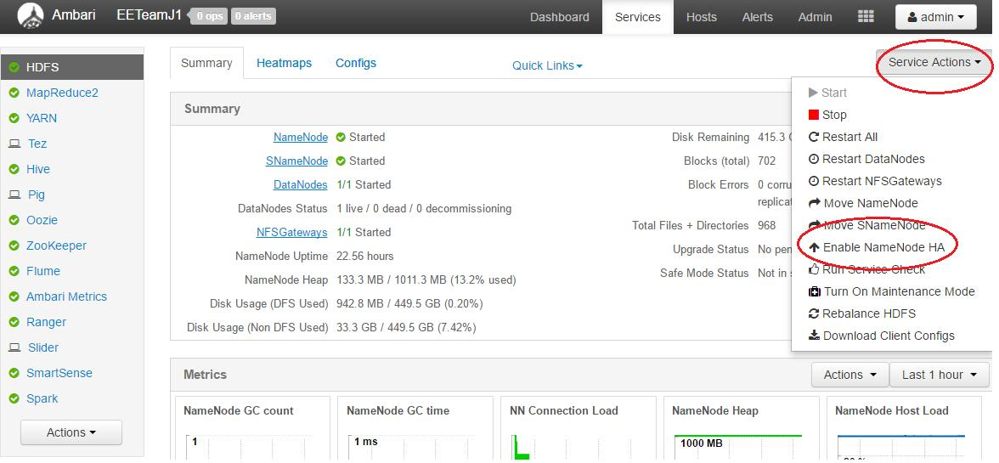 Ambari EETeamJ1 0 ops 0 alerts Dashboard Services Hosts Alerts Admin admin
HDFS
MapReduce2
YARN
Tez
Hive
Pig
Oozie
ZooKeeper
Flume
Ambari Metrics
Ranger
Slider
SmartSense
Spark
Actions
Summary Heatmaps Configs Quick Links Service Actions
Summary
NameNode Started
SNameNode Started
DataNodes 1/1 Started
DataNodes Status 1 live / 0 dead / 0 decommissioning
NFSGateways 1/1 Started
NameNode Uptime 22.56 hours
NameNode Heap 133.3 MB / 1011.3 MB (13.2% used)
Disk Usage (DFS Used) 942.8 MB / 449.5 GB (0.20%)
Disk Usage (Non DFS Used) 33.3 GB / 449.5 GB (7.42%)
Disk Remaining 415.3
Blocks (total) 702
Block Errors 0 corru
replicat
Total Files + Directories 968
Upgrade Status No pen
Safe Mode Status Not in s
Start
Stop
Restart All
Restart DataNodes
Restart NFSGateways
Move NameNode
Move SNameNode
Enable NameNode HA
Run Service Check
Turn On Maintenance Mode
Rebalance HDFS
Download Client Configs
Metrics Actions Last 1 hour
NameNode GC count NameNode GC time NN Connection Load NameNode Heap NameNode Host Load
1 1 ms 1000 MB